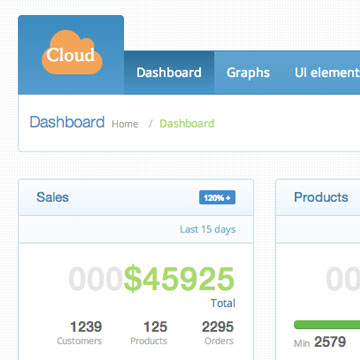 Cloud
Dashboard Graphs UI element
Dashboard Home / Dashboard
Sales 120% + Products
Last 15 days
000$45925 00
Total
1239 125 2295
Customers Products Orders
Min 2579